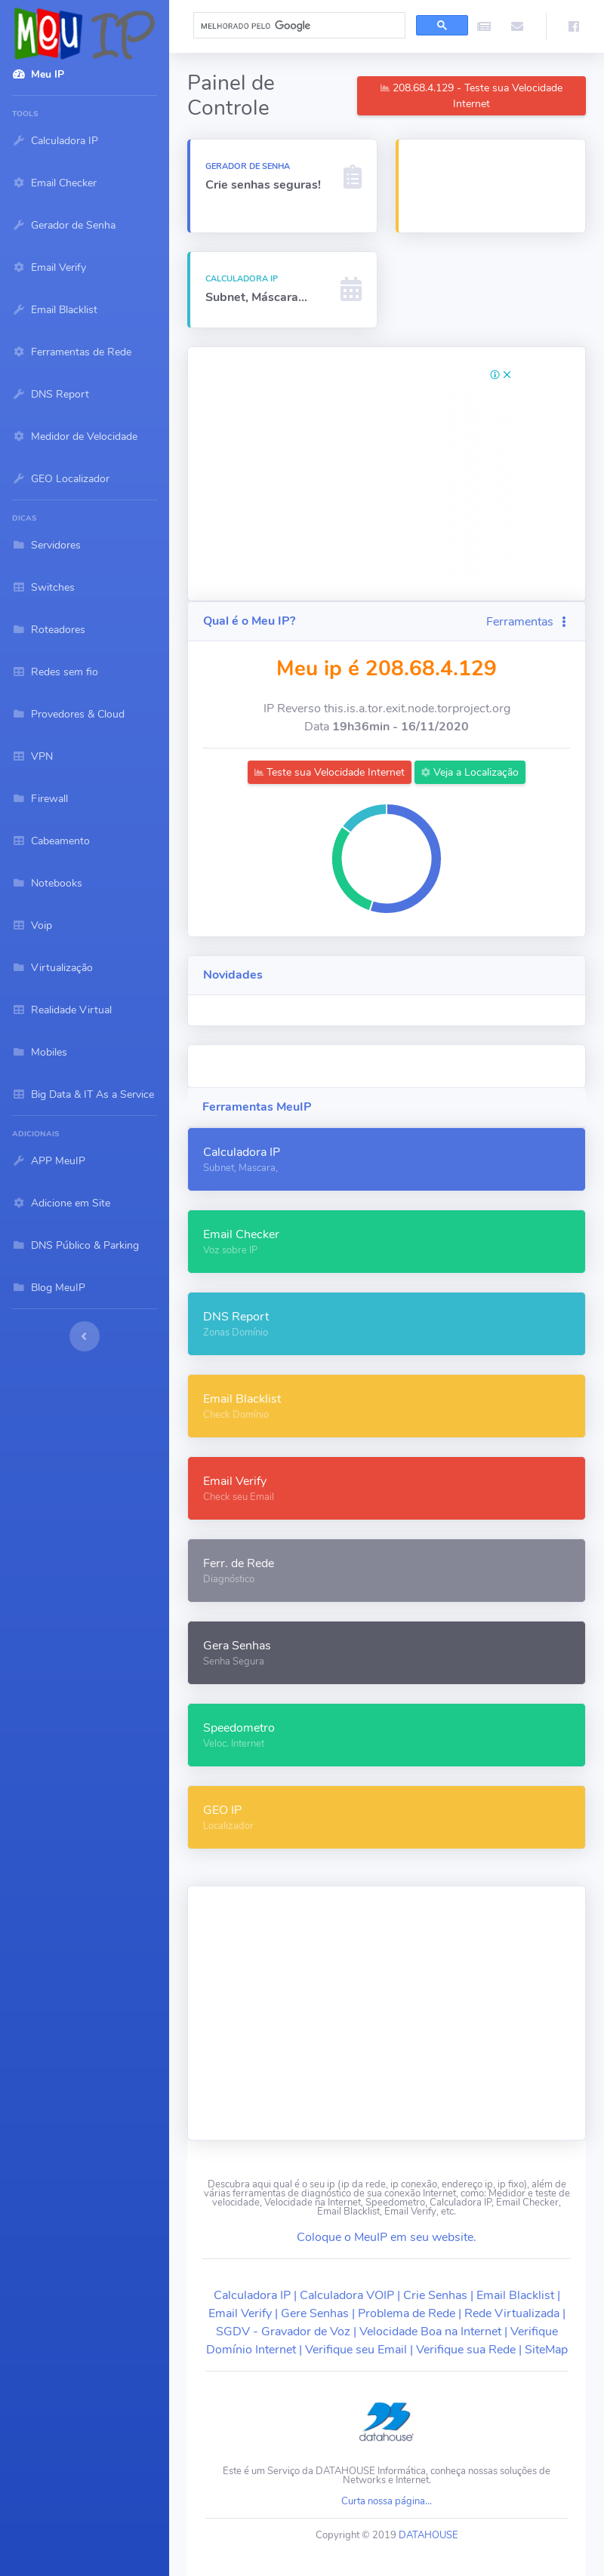 MeU IP
Meu IP
TOOLS
Calculadora IP
Email Checker
Gerador de Senha
Email Verify
Email Blacklist
Ferramentas de Rede
DNS Report
Medidor de Velocidade
GEO Localizador
DICAS
Servidores
Switches
Roteadores
Redes sem fio
Provedores & Cloud
VPN
Firewall
Cabeamento
Notebooks
Voip
Virtualização
Realidade Virtual
Mobiles
Big Data & IT As a Service
ADICIONAIS
APP MeuIP
Adicione em Site
DNS Público & Parking
Blog MeuIP
MELHORADO PELO Google
Painel de
Controle
208.68.4.129 - Teste sua Velocidade
Internet
GERADOR DE SENHA
Crie senhas seguras!
CALCULADORA IP
Subnet, Máscara...
Qual é o Meu IP?
Ferramentas
Meu ip é 208.68.4.129
IP Reverso this.is.a.tor.exit.node.torproject.org
Data 19h36min - 16/11/2020
Teste sua Velocidade Internet
Veja a Localização
Novidades
Ferramentas MeuIP
Calculadora IP
Subnet, Mascara,
Email Checker
Voz sobre IP
DNS Report
Zonas Domínio
Email Blacklist
Check Domínio
Email Verify
Check seu Email
Ferr. de Rede
Diagnóstico
Gera Senhas
Senha Segura
Speedometro
Veloc. Internet
GEO IP
Localizador
Descubra aqui qual é o seu ip (ip da rede, ip conexão, endereço ip, ip fixo), além de
várias ferramentas de diagnóstico de sua conexão Internet, como: Medidor e teste de
velocidade, Velocidade na Internet, Speedometro, Calculadora IP, Email Checker,
Email Blacklist, Email Verify, etc.
Coloque o MeuIP em seu website.
Calculadora IP | Calculadora VOIP | Crie Senhas | Email Blacklist |
Email Verify | Gere Senhas | Problema de Rede | Rede Virtualizada |
SGDV - Gravador de Voz | Velocidade Boa na Internet | Verifique
Domínio Internet | Verifique seu Email | Verifique sua Rede | SiteMap
datahouse
Este é um Serviço da DATAHOUSE Informática, conheça nossas soluções de
Networks e Internet.
Curta nossa página...
Copyright © 2019 DATAHOUSE